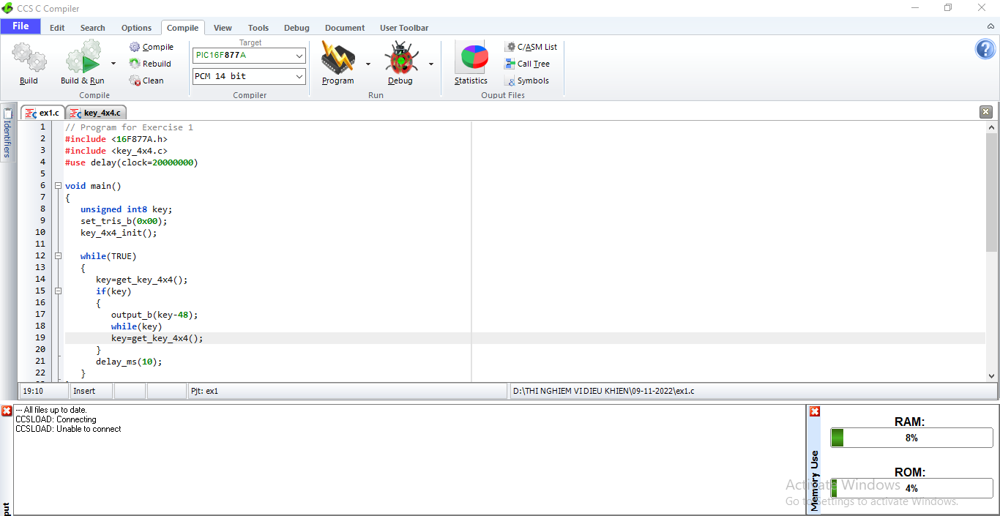 CCS C Compiler
File Edit Search Options Compile View Tools Debug Document User Toolbar
Build
Build & Run
Compile
Rebuild
Clean
Compile
Target
PIC16F877A
PCM 14 bit
Compiler
Program
Debug
Run
Statistics
C/ASM List
Call Tree
Symbols
Ouput Files
Identifiers
ex1.c key_4x4.c
1 // Program for Exercise 1
2 #include <16F877A.h>
3 #include <key_4x4.c>
4 #use delay(clock=20000000)
5
6 void main()
7 {
8 unsigned int8 key;
9 set_tris_b(0x00);
10 key_4x4_init();
11
12 while(TRUE)
13 {
14 key=get_key_4x4();
15 if(key)
16 {
17 output_b(key-48);
18 while(key)
19 key=get_key_4x4();
20 }
21 delay_ms(10);
22 }
19:10 Insert Pjt: ex1 D:\THI NGHIEM VI DIEU KHIEN\09-11-2022\ex1.c
--- All files up to date.
CCSLOAD: Connecting
CCSLOAD: Unable to connect
put
Memory Use
RAM:
8%
ROM:
4%
Activate Windows
Go to Settings to activate Windows.